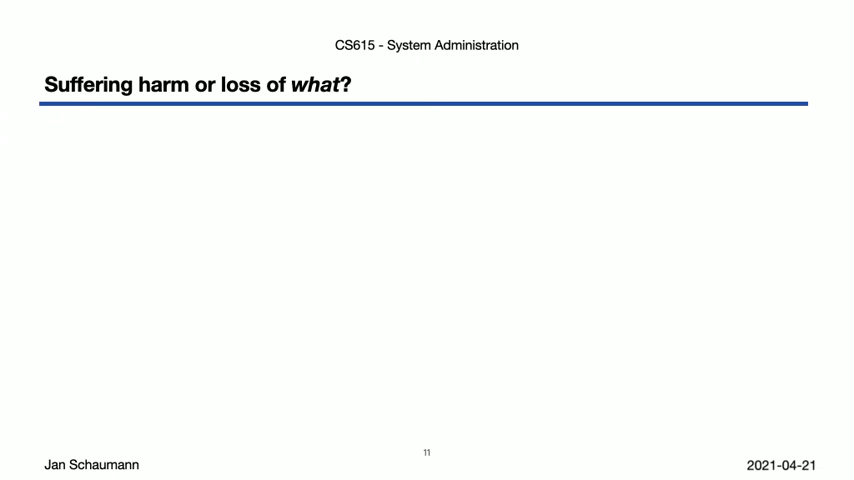 CS615 - System Administration
Suffering harm or loss of what?
11
Jan Schaumann
2021-04-21